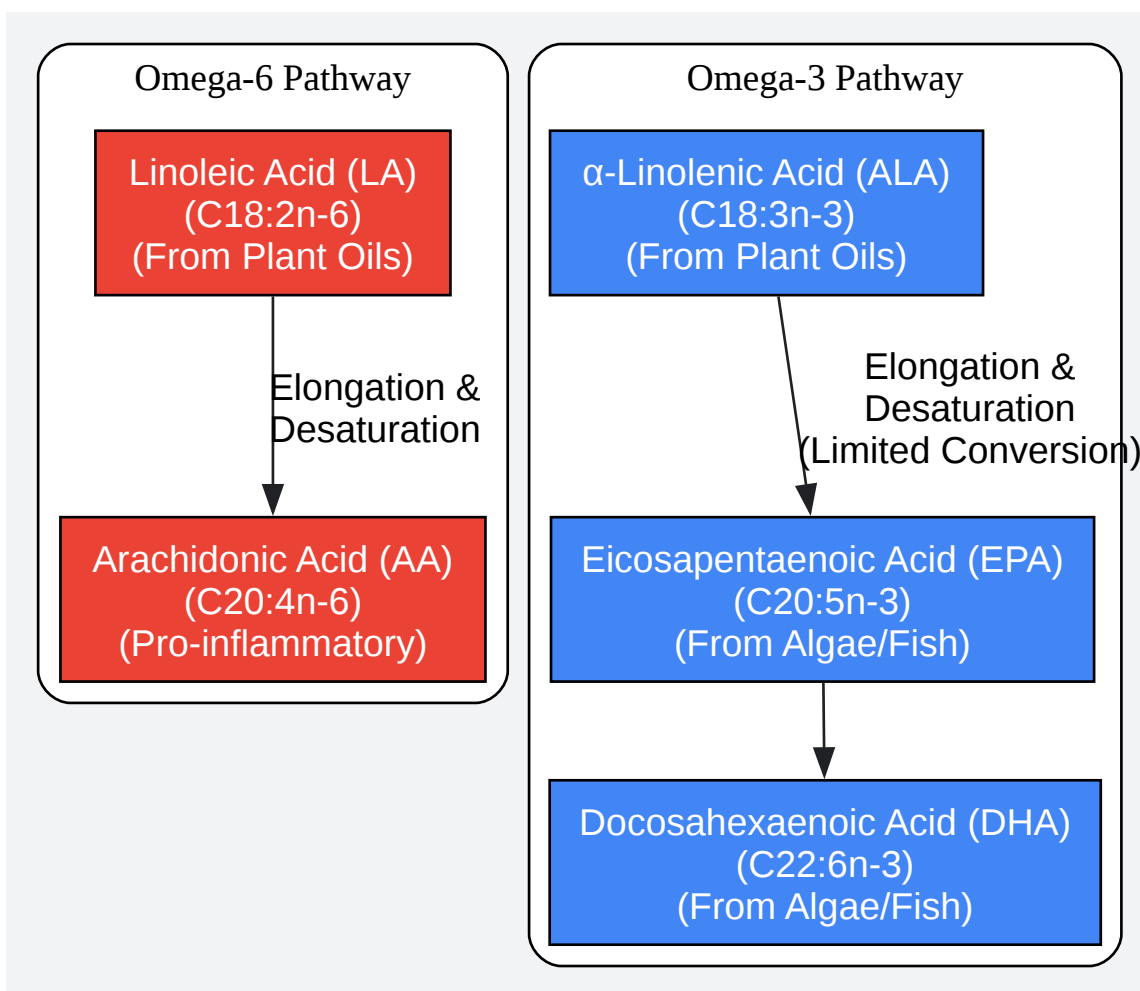 Omega-6 Pathway
Linoleic Acid (LA)
(C18:2n-6)
(From Plant Oils)
Elongation &
Desaturation
Arachidonic Acid (AA)
(C20:4n-6)
(Pro-inflammatory)
Omega-3 Pathway
α-Linolenic Acid (ALA)
(C18:3n-3)
(From Plant Oils)
Elongation &
Desaturation
(Limited Conversion)
Eicosapentaenoic Acid (EPA)
(C20:5n-3)
(From Algae/Fish)
Docosahexaenoic Acid (DHA)
(C22:6n-3)
(From Algae/Fish)